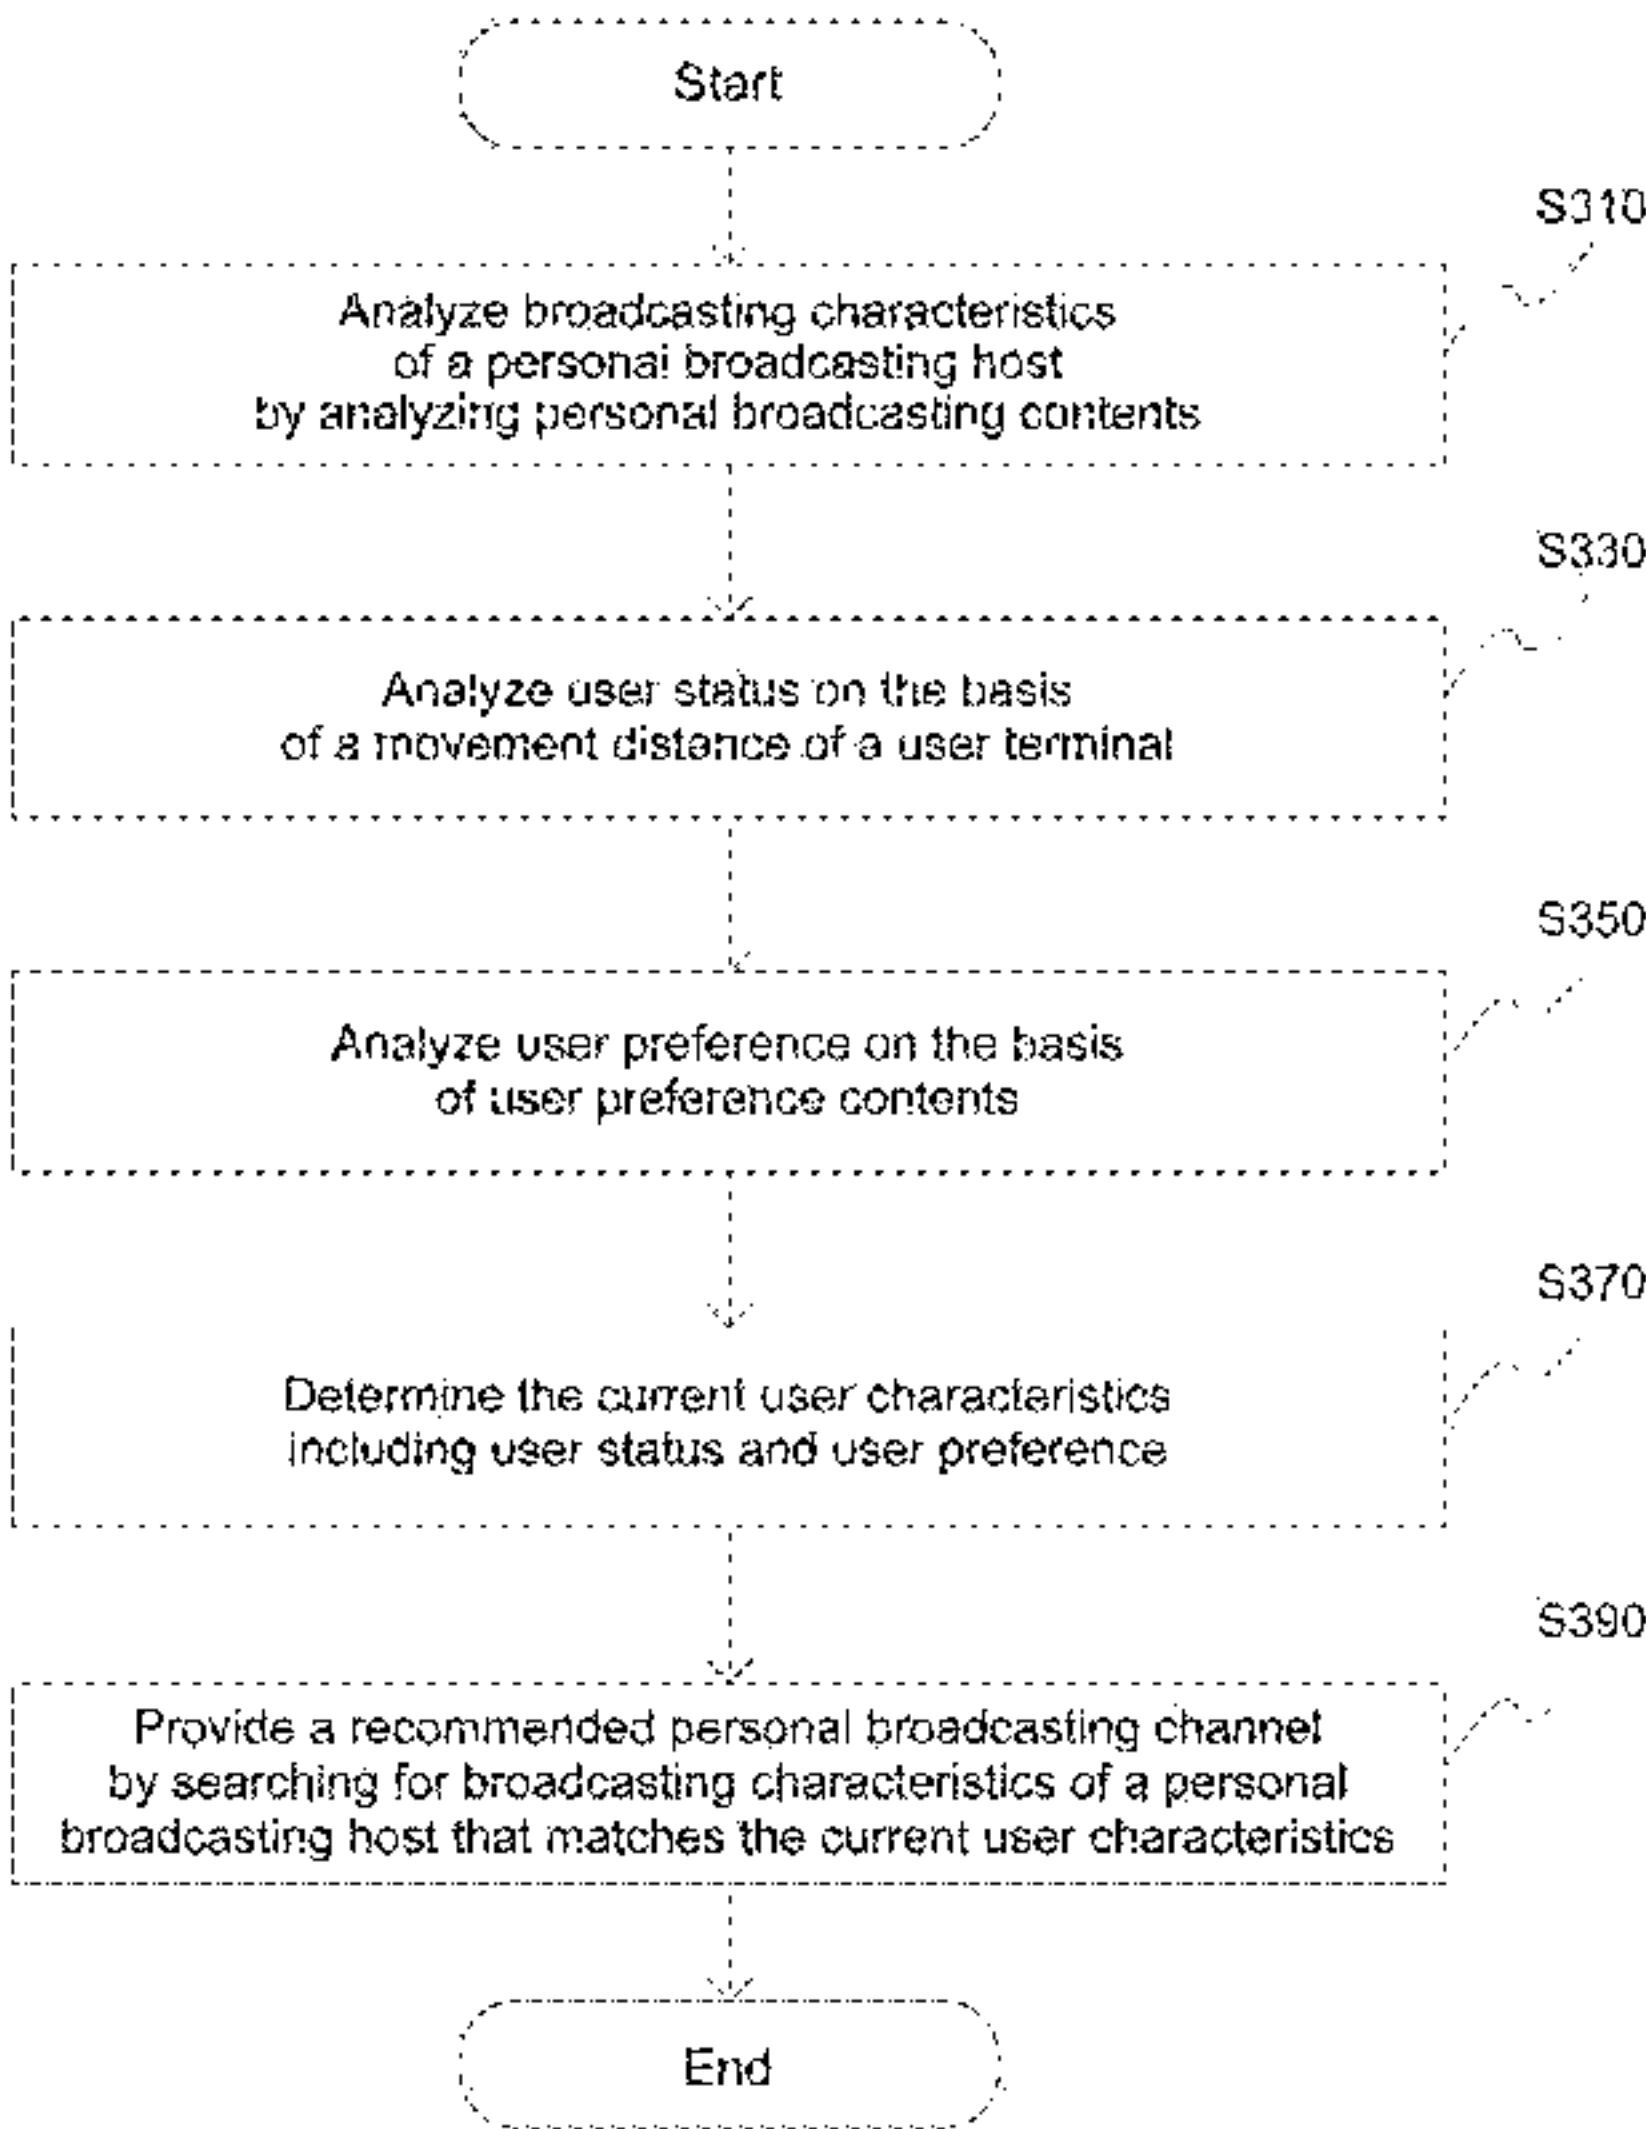 Start
S310
Analyze broadcasting characteristics
of a personal broadcasting host
by analyzing personal broadcasting contents
S330
Analyze user status on the basis
of a movement distance of a user terminal
S350
Analyze user preference on the basis
of user preference contents
S370
Determine the current user characteristics
including user status and user preference
S390
Provide a recommended personal broadcasting channel
by searching for broadcasting characteristics of a personal
broadcasting host that matches the current user characteristics
End